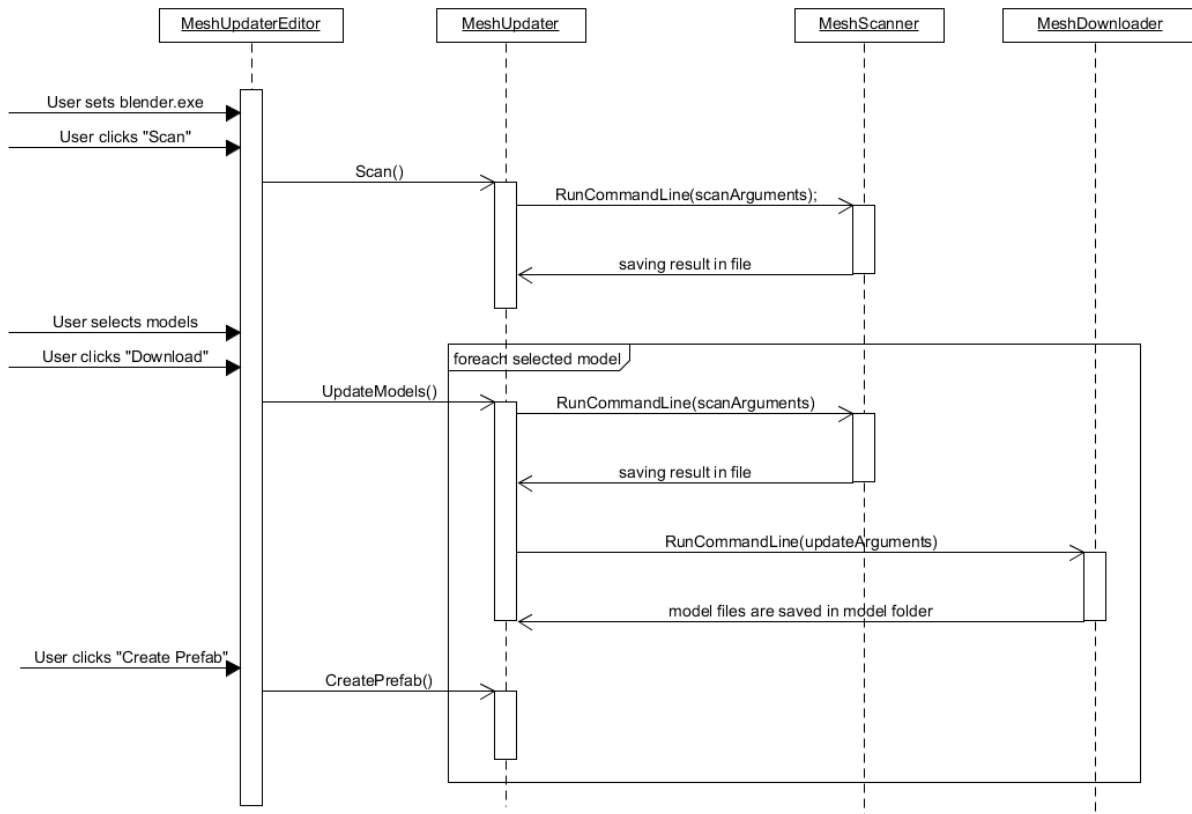 MeshUpdaterEditor
MeshUpdater
MeshScanner
MeshDownloader
User sets blender.exe
User clicks "Scan"
Scan()
RunCommandLine(scanArguments);
saving result in file
User selects models
User clicks "Download"
foreach selected model
UpdateModels()
RunCommandLine(scanArguments)
saving result in file
RunCommandLine(updateArguments)
model files are saved in model folder
User clicks "Create Prefab"
CreatePrefab()